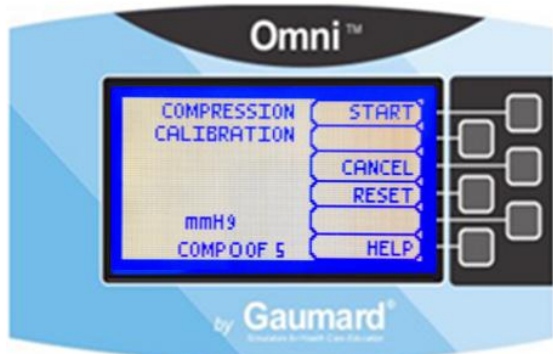 Omni™
COMPRESSION START
CALIBRATION
CANCEL
RESET
mmH9
COMP 0 OF 5 HELP
by Gaumard®
Simulators for Health Care Education